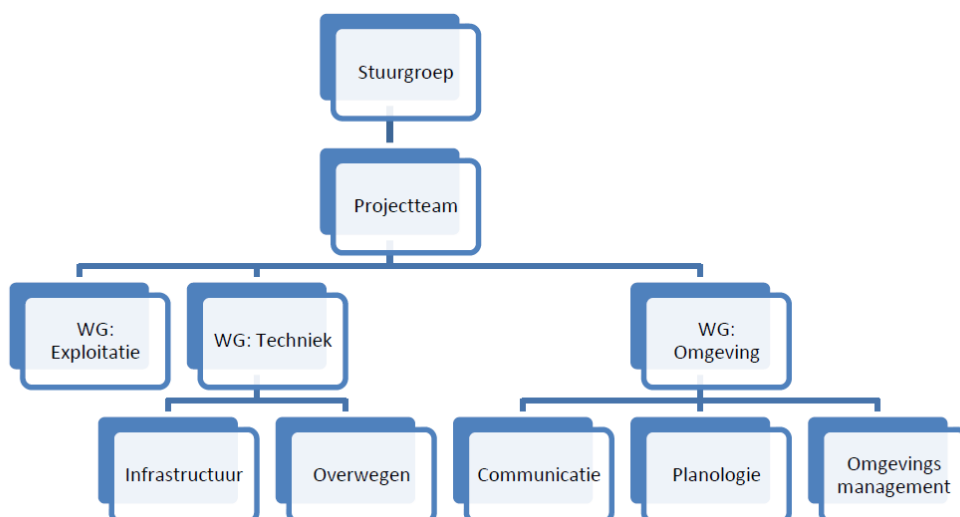 Stuurgroep
Projectteam
WG:
Exploitatie
WG: Techniek
WG:
Omgeving
Infrastructuur
Overwegen
Communicatie
Planologie
Omgevings
management